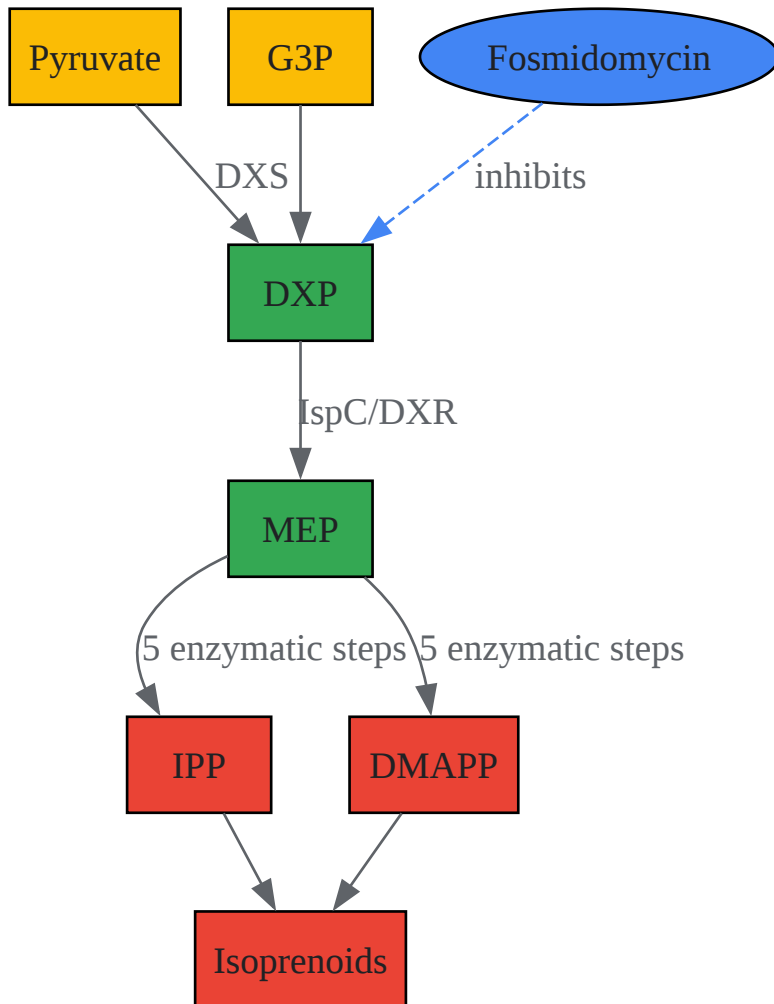 Pyruvate
G3P
Fosmidomycin
DXS
inhibits
DXP
IspC/DXR
MEP
5 enzymatic steps
5 enzymatic steps
IPP
DMAPP
Isoprenoids